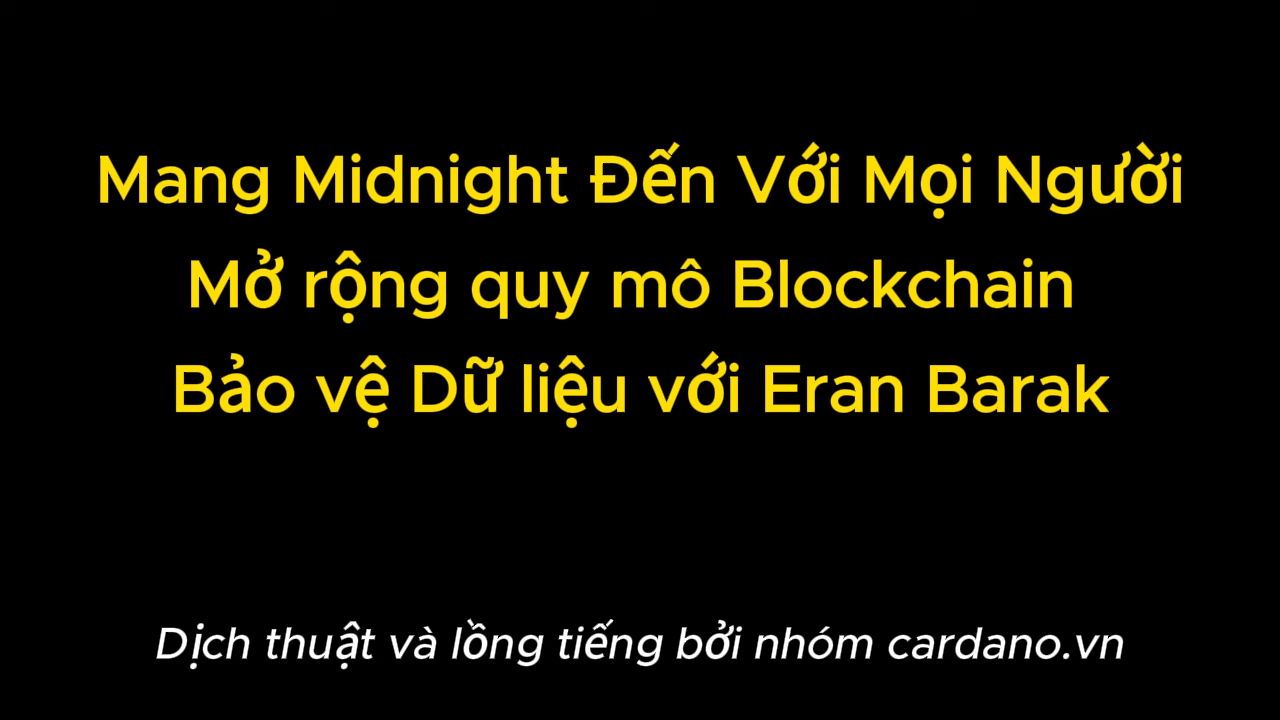 Mang Midnight Đến Với Mọi Người
Mở rộng quy mô Blockchain
Bảo vệ Dữ liệu với Eran Barak
Dịch thuật và lồng tiếng bởi nhóm cardano.vn